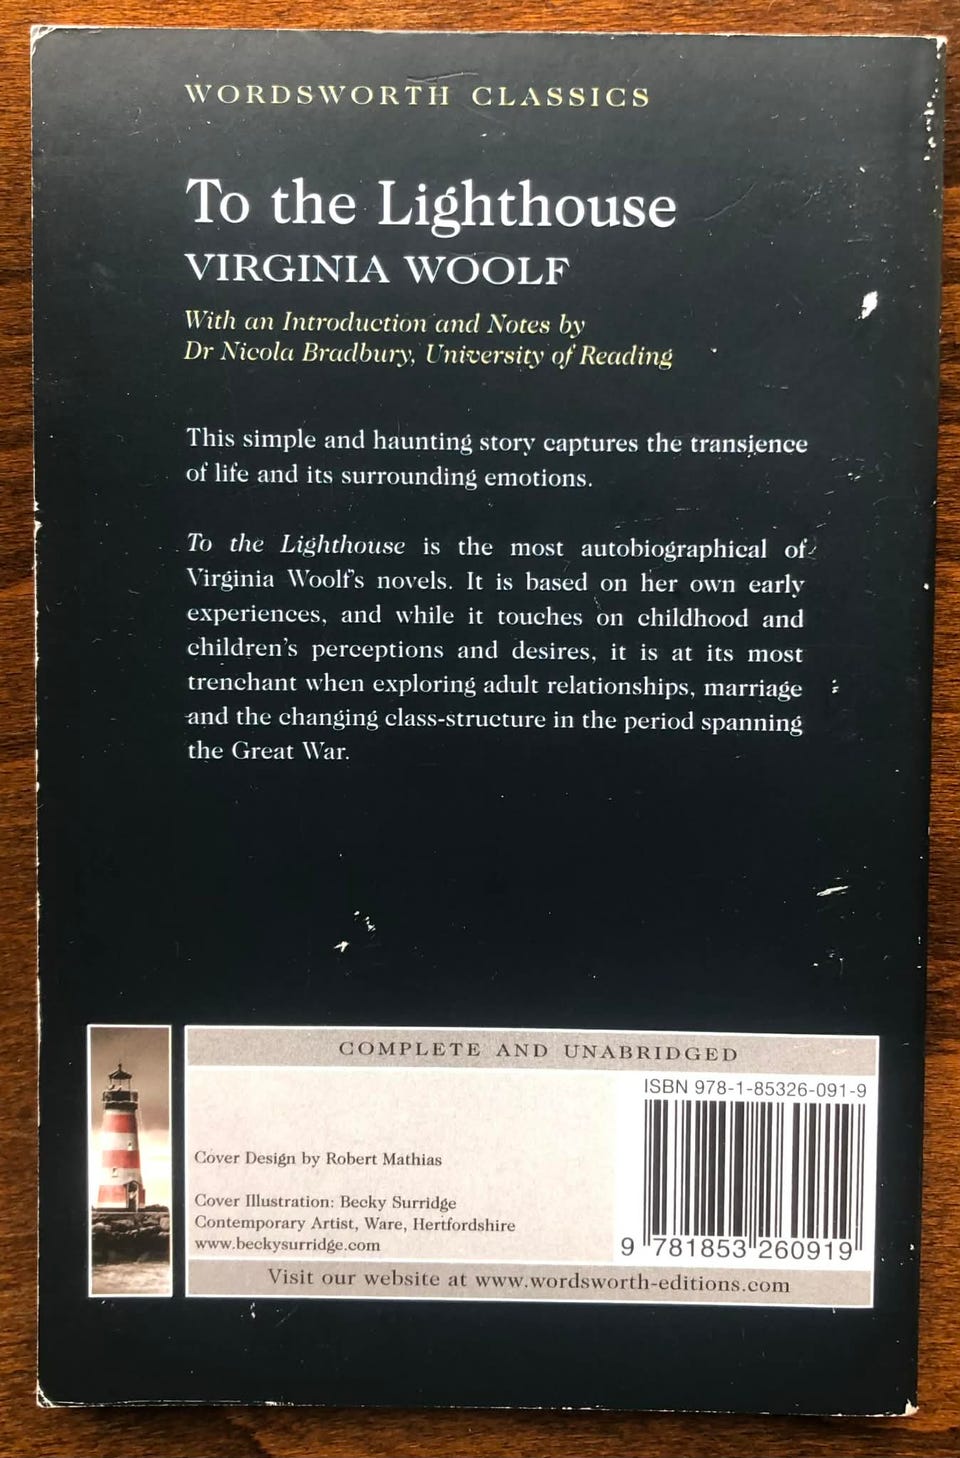 WORDSWORTH CLASSICS
To the Lighthouse
VIRGINIA WOOLF
With an Introduction and Notes by
Dr Nicola Bradbury, University of Reading
This simple and haunting story captures the transience
of life and its surrounding emotions.
To the Lighthouse is the most autobiographical of
Virginia Woolf's novels. It is based on her own early
experiences, and while it touches on childhood and
children's perceptions and desires, it is at its most
trenchant when exploring adult relationships, marriage
and the changing class-structure in the period spanning
the Great War.
COMPLETE AND UNABRIDGED
ISBN 978-1-85326-091-9
Cover Design by Robert Mathias
Cover Illustration: Becky Surridge
Contemporary Artist, Ware, Hertfordshire
www.beckysurridge.com
9 781853 260919
Visit our website at www.wordsworth-editions.com